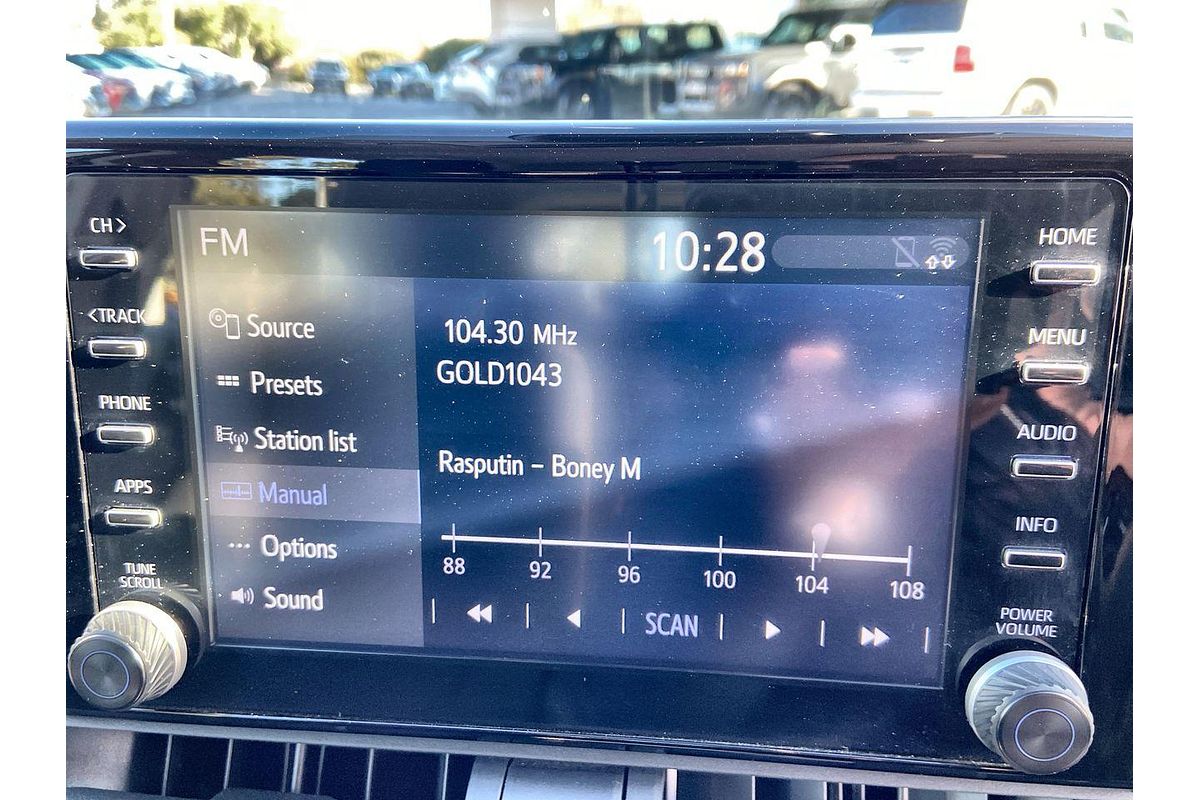 CH>
<TRACK
PHONE
APPS
TUNE
SCROLL
FM
10:28
Source
Presets
Station list
Manual
Options
Sound
104.30 MHz
GOLD1043
Rasputin – Boney M
88 92 96 100 104 108
SCAN
HOME
MENU
AUDIO
INFO
POWER
VOLUME